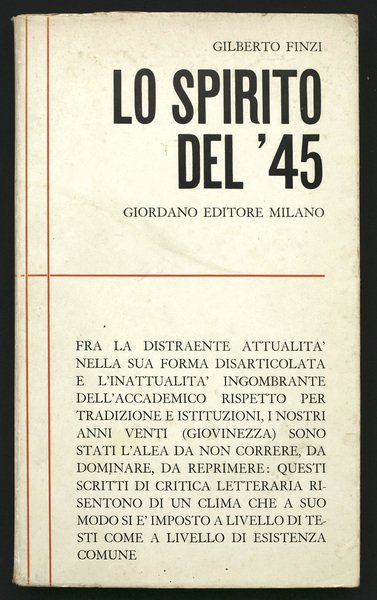 GILBERTO FINZI
LO SPIRITO
DEL '45
GIORDANO EDITORE MILANO
FRA LA DISTRAENTE ATTUALITA'
NELLA SUA FORMA DISARTICOLATA
E L'INATTUALITA' INGOMBRANTE
DELL'ACCADEMICO RISPETTO PER
TRADIZIONE E ISTITUZIONI, I NOSTRI
ANNI VENTI (GIOVINEZZA) SONO
STATI L'ALEA DA NON CORRERE, DA
DOMINARE, DA REPRIMERE: QUESTI
SCRITTI DI CRITICA LETTERARIA RI-
SENTONO DI UN CLIMA CHE A SUO
MODO SI E' IMPOSTO A LIVELLO DI TE-
STI COME A LIVELLO DI ESISTENZA
COMUNE